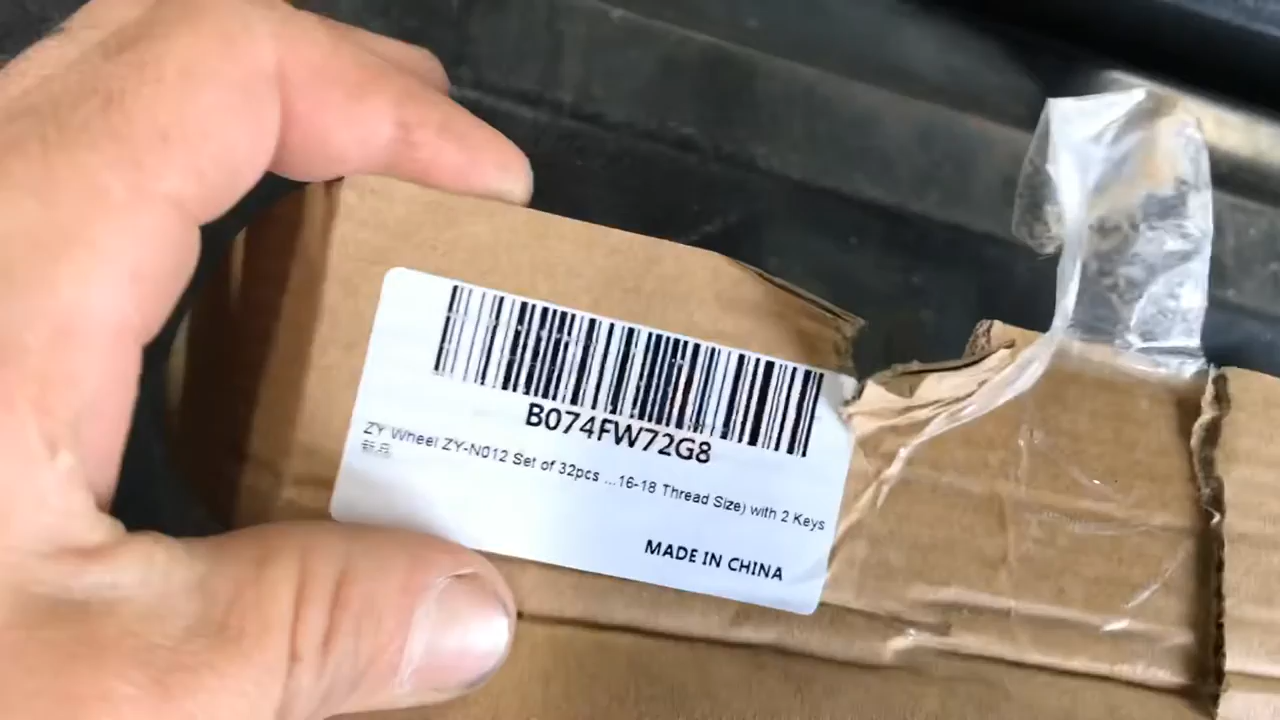 B074FW72G8
ZY Wheel ZY-N012 Set of 32pcs ...16-18 Thread Size) with 2 Keys
新品
MADE IN CHINA